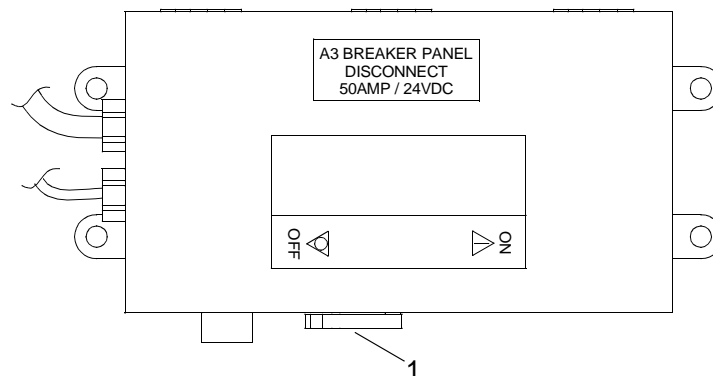 A3 BREAKER PANEL
DISCONNECT
50AMP / 24VDC
OFF
ON
1